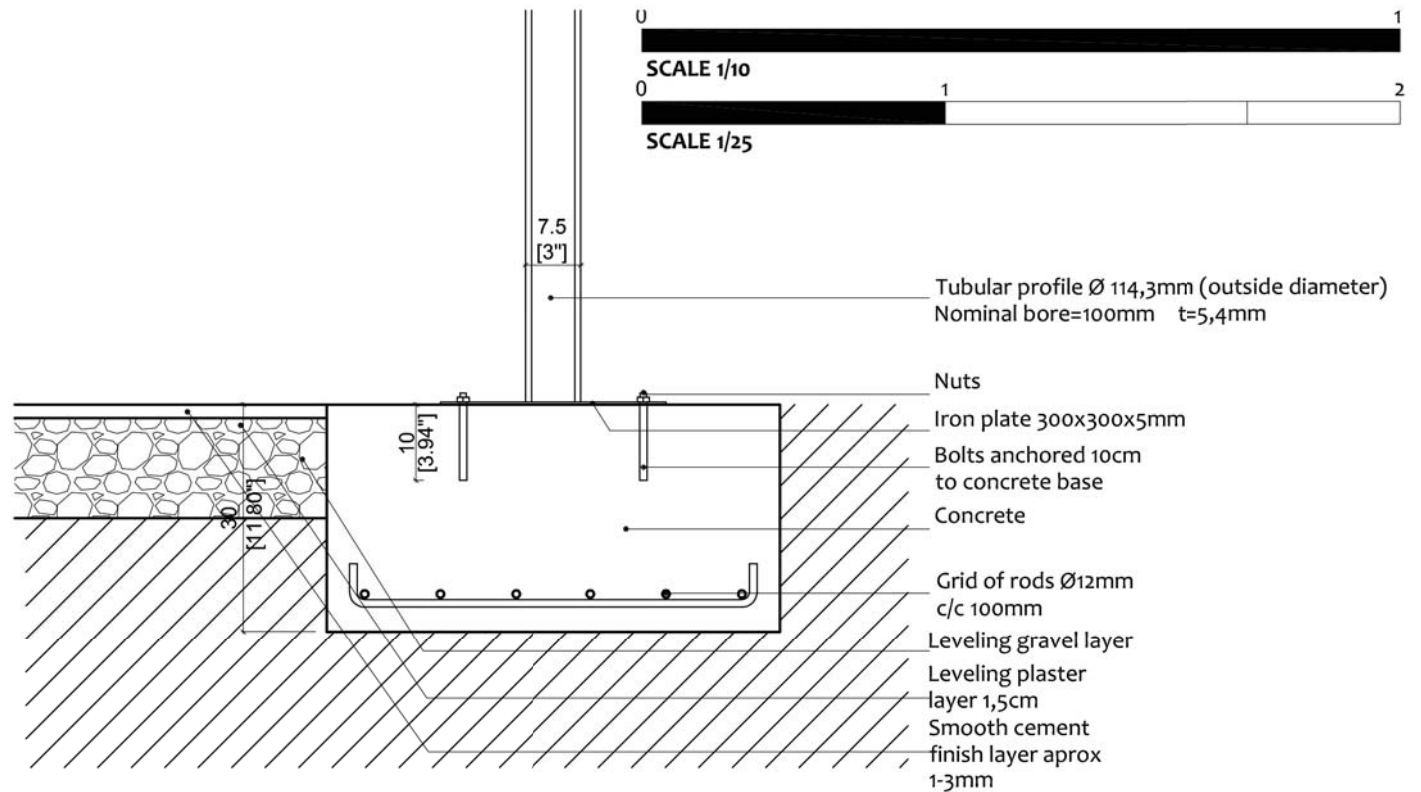 0 1
SCALE 1/10
0 1 2
SCALE 1/25
7.5
[3"]
Tubular profile Ø 114,3mm (outside diameter)
Nominal bore=100mm t=5,4mm
Nuts
Iron plate 300x300x5mm
10
[3.94"]
Bolts anchored 10cm
to concrete base
Concrete
30
[11.80"]
Grid of rods Ø12mm
c/c 100mm
Leveling gravel layer
Leveling plaster
layer 1,5cm
Smooth cement
finish layer aprox
1-3mm